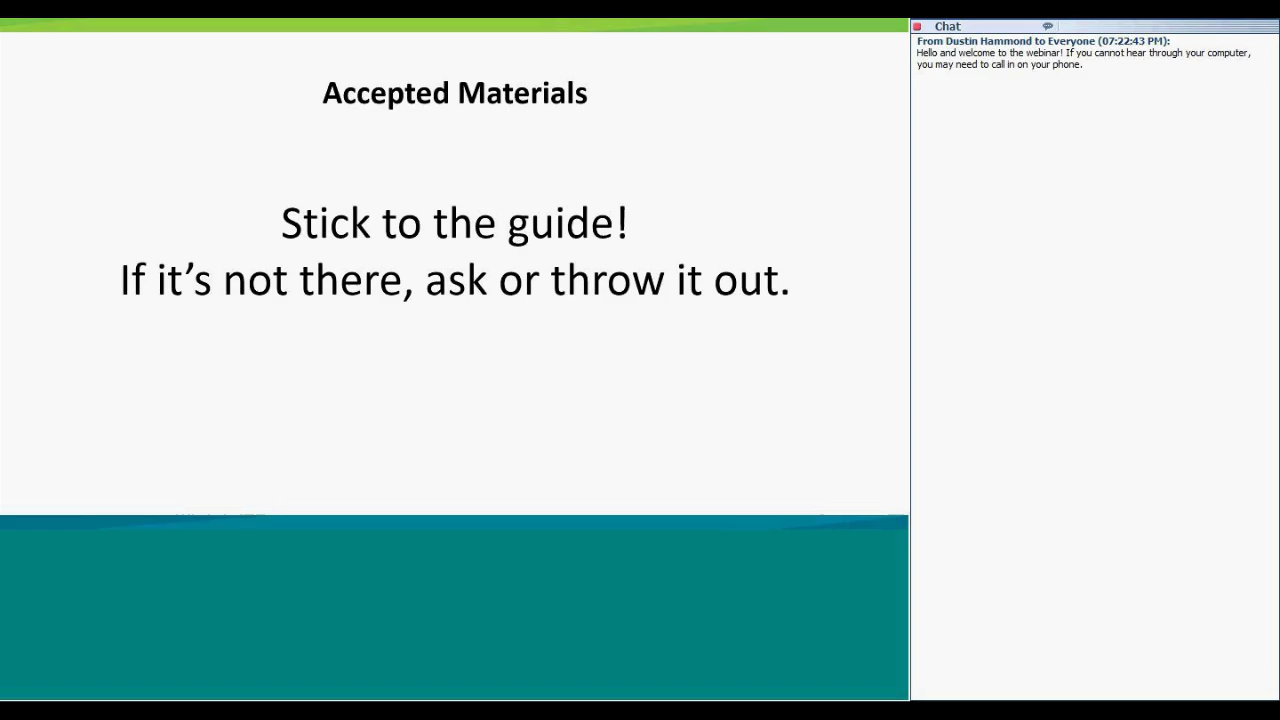 Accepted Materials
Stick to the guide!
If it’s not there, ask or throw it out.
Chat
From Dustin Hammond to Everyone (07:22:43 PM):
Hello and welcome to the webinar! If you cannot hear through your computer,
you may need to call in on your phone.